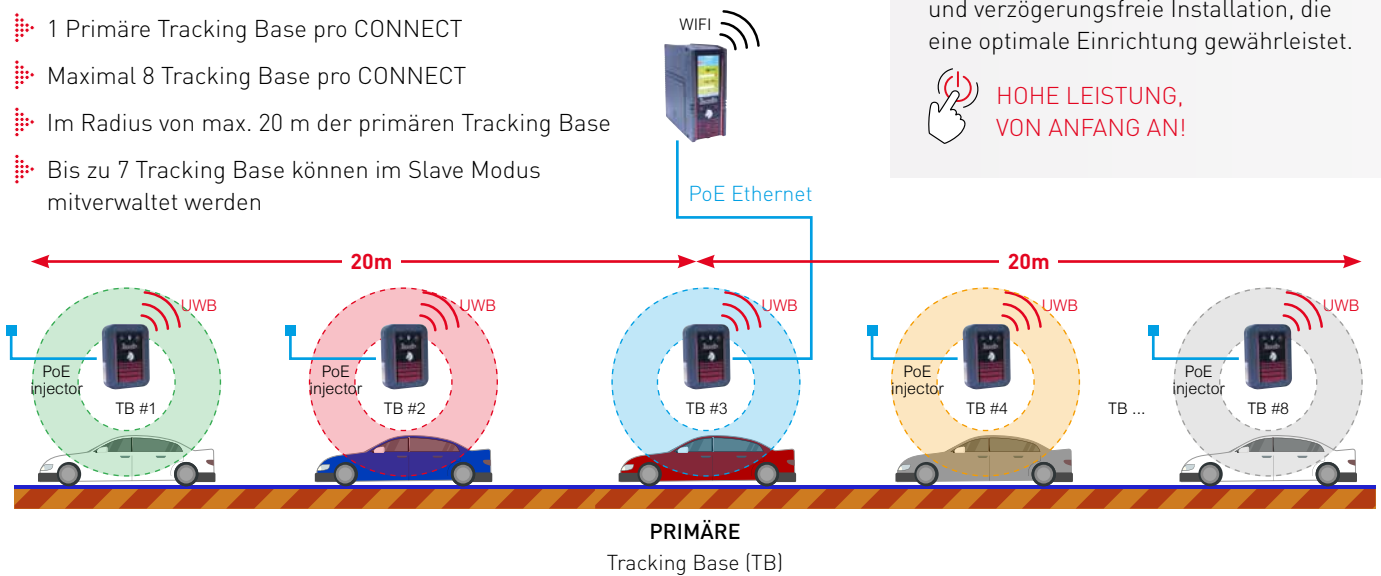 1 Primäre Tracking Base pro CONNECT
Maximal 8 Tracking Base pro CONNECT
Im Radius von max. 20 m der primären Tracking Base
Bis zu 7 Tracking Base können im Slave Modus
mitverwaltet werden
WIFI
PoE Ethernet
und verzögerungsfreie Installation, die
eine optimale Einrichtung gewährleistet.
HOHE LEISTUNG,
VON ANFANG AN!
20m
20m
UWB
UWB
UWB
UWB
UWB
PoE
injector
PoE
injector
PoE
injector
PoE
injector
TB #1
TB #2
TB #3
TB #4
TB ...
TB #8
PRIMÄRE
Tracking Base (TB)